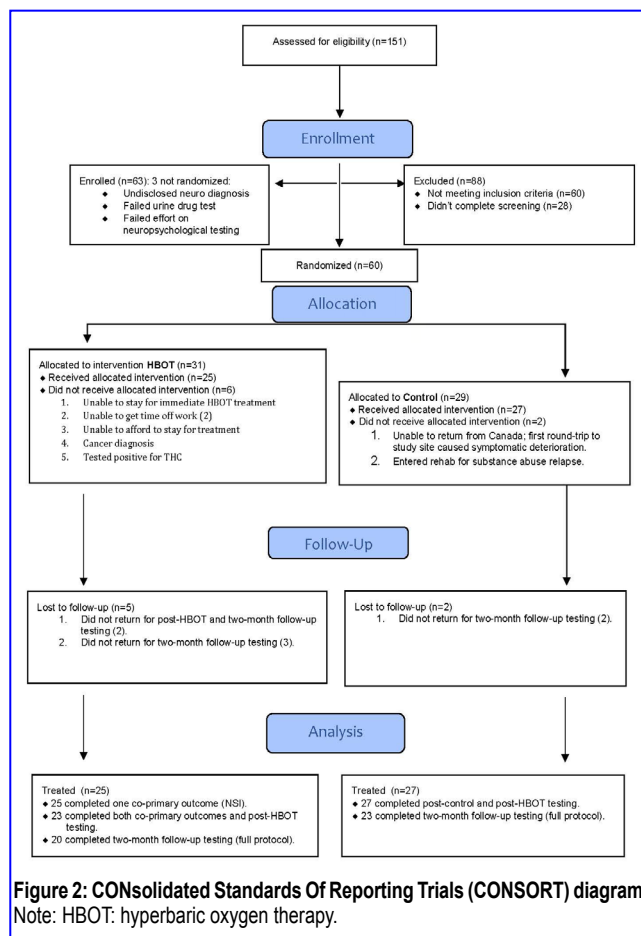 Assessed for eligibility (n=151)
Enrollment
Enrolled (n=63): 3 not randomized:
◆ Undisclosed neuro diagnosis
◆ Failed urine drug test
◆ Failed effort on
neuropsychological testing
Excluded (n=88)
◆ Not meeting inclusion criteria (n=60)
◆ Didn't complete screening (n=28)
Randomized (n=60)
Allocation
Allocated to intervention HBOT (n=31)
◆ Received allocated intervention (n=25)
◆ Did not receive allocated intervention (n=6)
1. Unable to stay for immediate HBOT treatment
2. Unable to get time off work (2)
3. Unable to afford to stay for treatment
4. Cancer diagnosis
5. Tested positive for THC
Allocated to Control (n=29)
◆ Received allocated intervention (n=27)
◆ Did not receive allocated intervention (n=2)
1. Unable to return from Canada; first round-trip to
study site caused symptomatic deterioration.
2. Entered rehab for substance abuse relapse.
Follow-Up
Lost to follow-up (n=5)
1. Did not return for post-HBOT and two-month follow-up
testing (2).
2. Did not return for two-month follow-up testing (3).
Lost to follow-up (n=2)
1. Did not return for two-month follow-up testing (2).
Analysis
Treated (n=25)
◆ 25 completed one co-primary outcome (NSI).
◆ 23 completed both co-primary outcomes and post-HBOT
testing.
◆ 20 completed two-month follow-up testing (full protocol).
Treated (n=27)
◆ 27 completed post-control and post-HBOT testing.
◆ 23 completed two-month follow-up testing (full protocol).
Figure 2: CONsolidated Standards Of Reporting Trials (CONSORT) diagram
Note: HBOT: hyperbaric oxygen therapy.